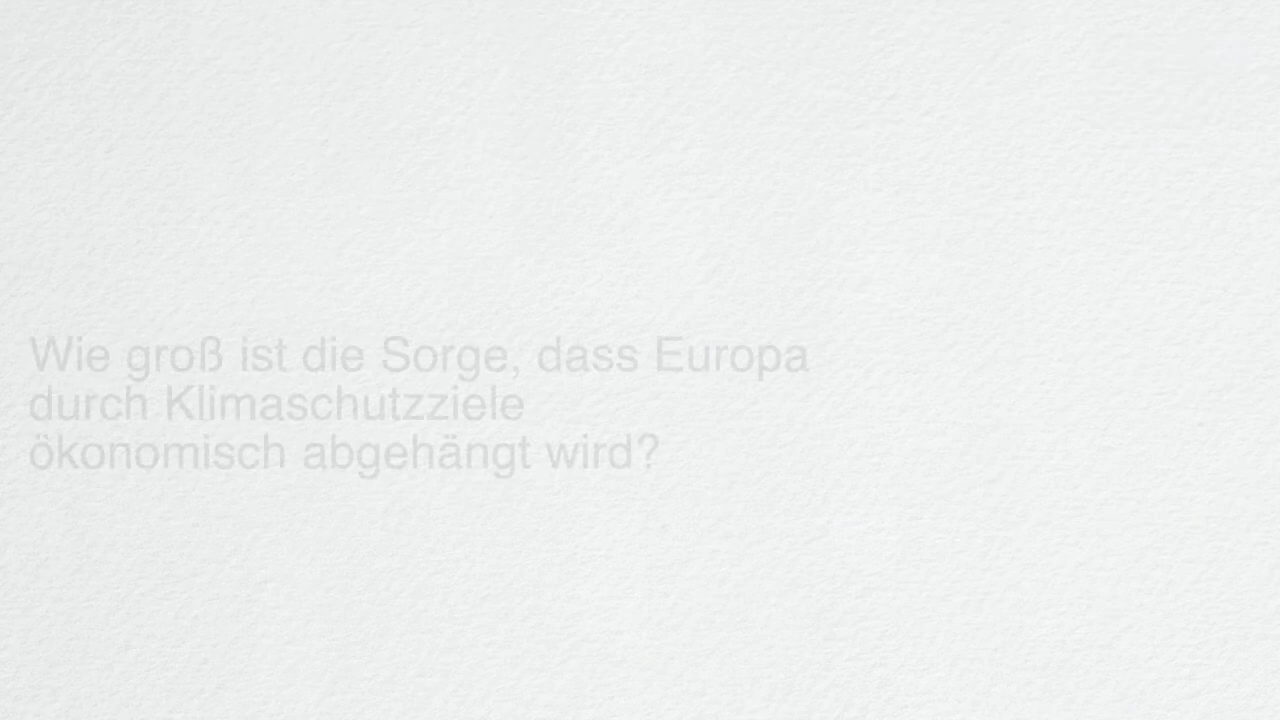 Wie groß ist die Sorge, dass Europa
durch Klimaschutzziele
ökonomisch abgehängt wird?